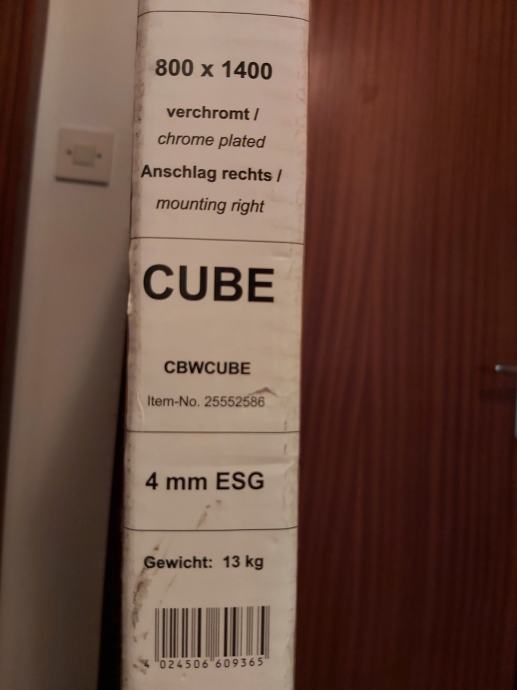 800 x 1400
verchromt /
chrome plated
Anschlag rechts /
mounting right
CUBE
CBWCUBE
Item-No. 25552586
4 mm ESG
Gewicht: 13 kg
4 024506 609365